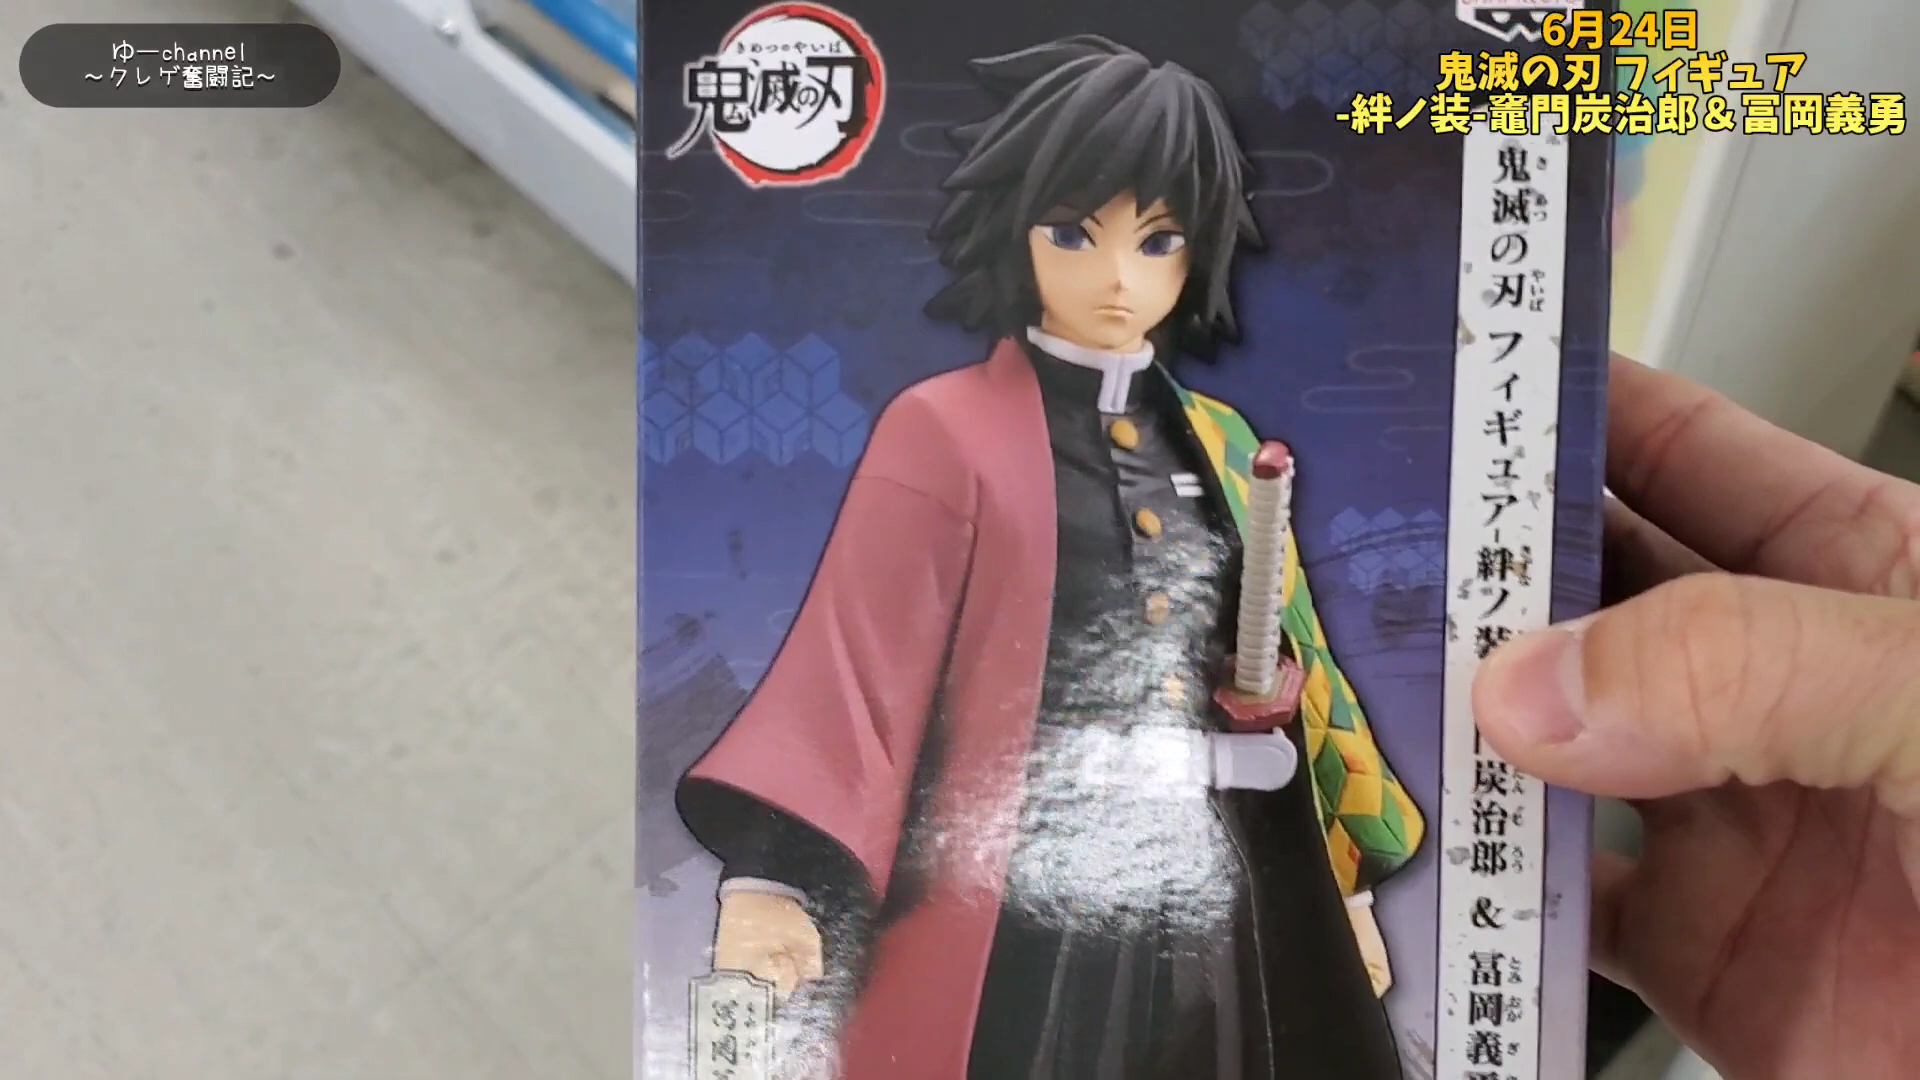 ゆーchannel
～クレゲ奮闘記～
6月24日
鬼滅の刃 フィギュア
-絆ノ装-竈門炭治郎＆冨岡義勇
きめつのやいば
鬼滅の刃
鬼滅の刃 フィギュア-絆ノ装 門炭治郎 & 冨岡義勇